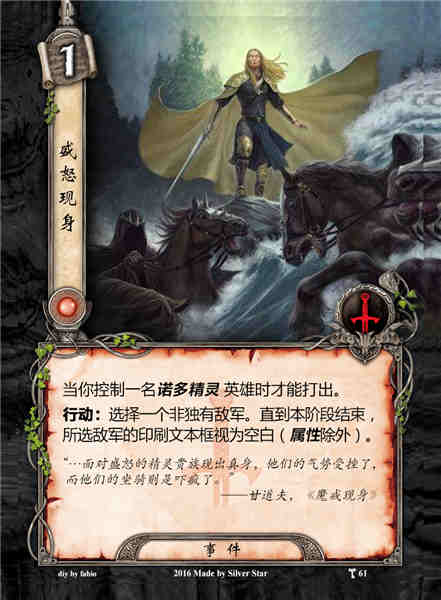 1
盛怒现身
当你控制一名诺多精灵 英雄时才能打出。
行动：选择一个非独有敌军。直到本阶段结束，
所选敌军的印刷文本框视为空白（属性除外）。
“…面对盛怒的精灵贵族现出真身，他们的气势受挫了，
而他们的坐骑则是吓疯了。”
——甘道夫，《魔戒现身》
事件
diy by fabio
2016 Made by Silver Star
61